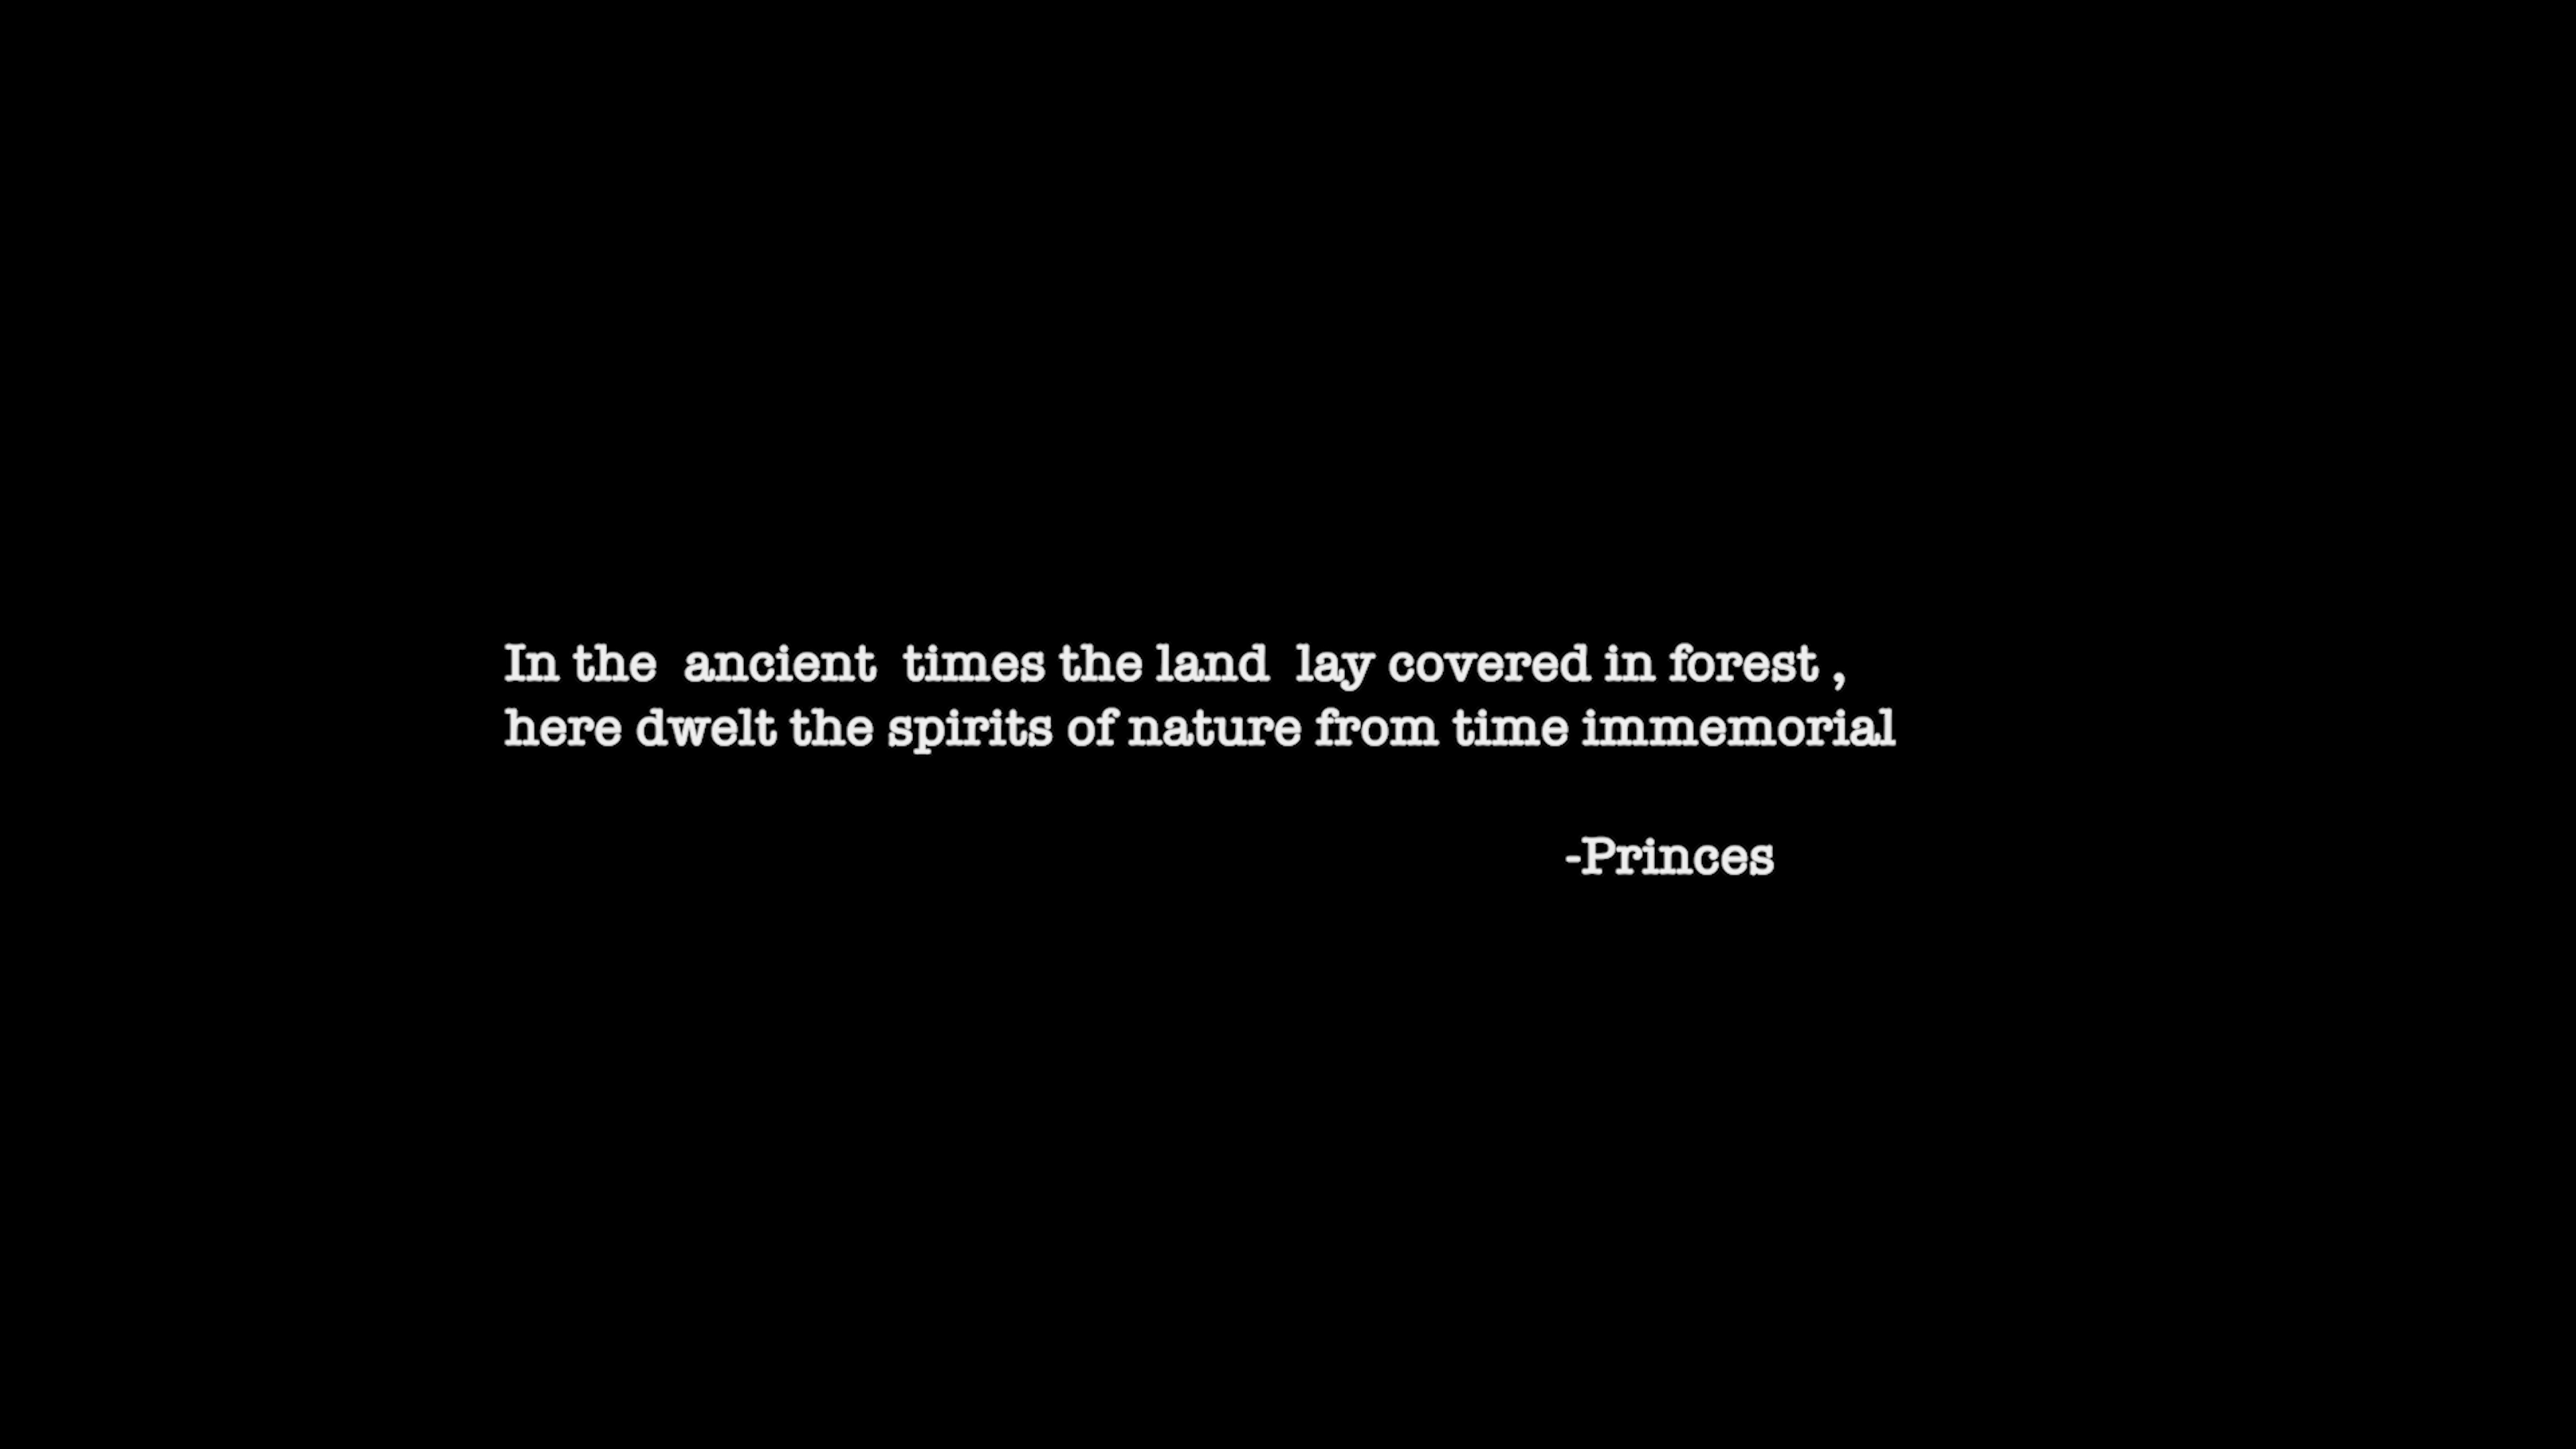 In the  ancient  times the land  lay covered in forest ,
here dwelt the spirits of nature from time immemorial
-Princes